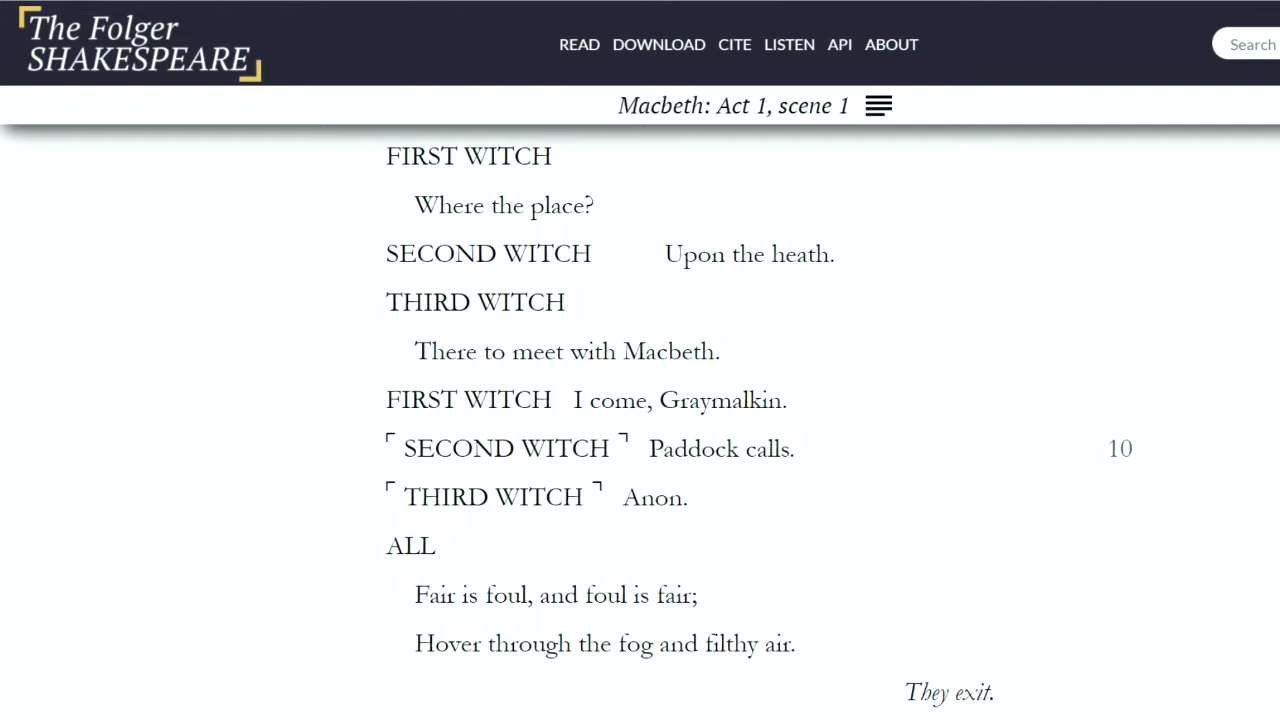 The Folger
SHAKESPEARE
READ DOWNLOAD CITE LISTEN API ABOUT
Search
Macbeth: Act 1, scene 1
FIRST WITCH
Where the place?
SECOND WITCH Upon the heath.
THIRD WITCH
There to meet with Macbeth.
FIRST WITCH I come, Graymalkin.
⌜SECOND WITCH⌝ Paddock calls. 10
⌜THIRD WITCH⌝ Anon.
ALL
Fair is foul, and foul is fair;
Hover through the fog and filthy air.
They exit.